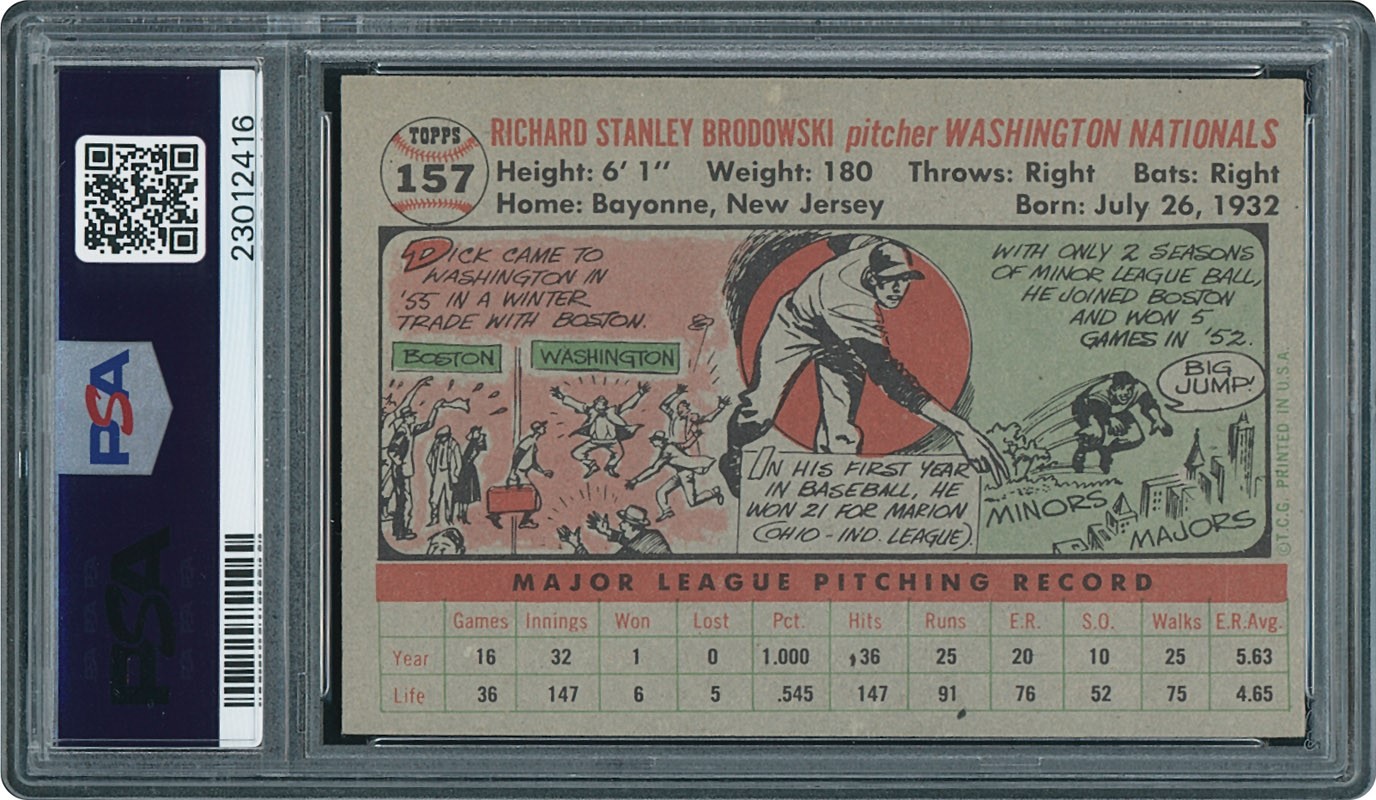 23012416
PSA
PSA
TOPPS
157
RICHARD STANLEY BRODOWSKI pitcher WASHINGTON NATIONALS
Height: 6' 1" Weight: 180 Throws: Right Bats: Right
Home: Bayonne, New Jersey Born: July 26, 1932
DICK CAME TO
WASHINGTON IN
'55 IN A WINTER
TRADE WITH BOSTON.
BOSTON
WASHINGTON
IN HIS FIRST YEAR
IN BASEBALL, HE
WON 21 FOR MARION
(OHIO-IND. LEAGUE).
WITH ONLY 2 SEASONS
OF MINOR LEAGUE BALL,
HE JOINED BOSTON
AND WON 5
GAMES IN '52.
BIG
JUMP!
MINORS
MAJORS
©T.C.G. PRINTED IN U.S.A.
MAJOR LEAGUE PITCHING RECORD
Games Innings Won Lost Pct. Hits Runs E.R. S.O. Walks E.R.Avg.
Year 16 32 1 0 1.000 36 25 20 10 25 5.63
Life 36 147 6 5 .545 147 91 76 52 75 4.65